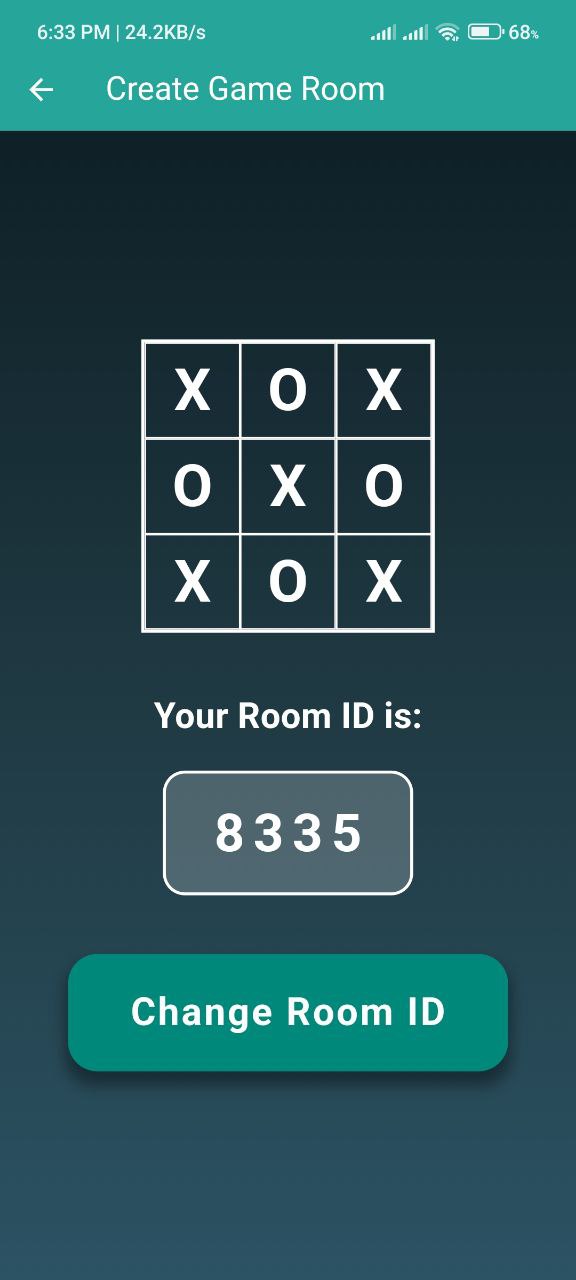 6:33 PM | 24.2KB/s 68%
Create Game Room
X O X
O X O
X O X
Your Room ID is:
8335
Change Room ID